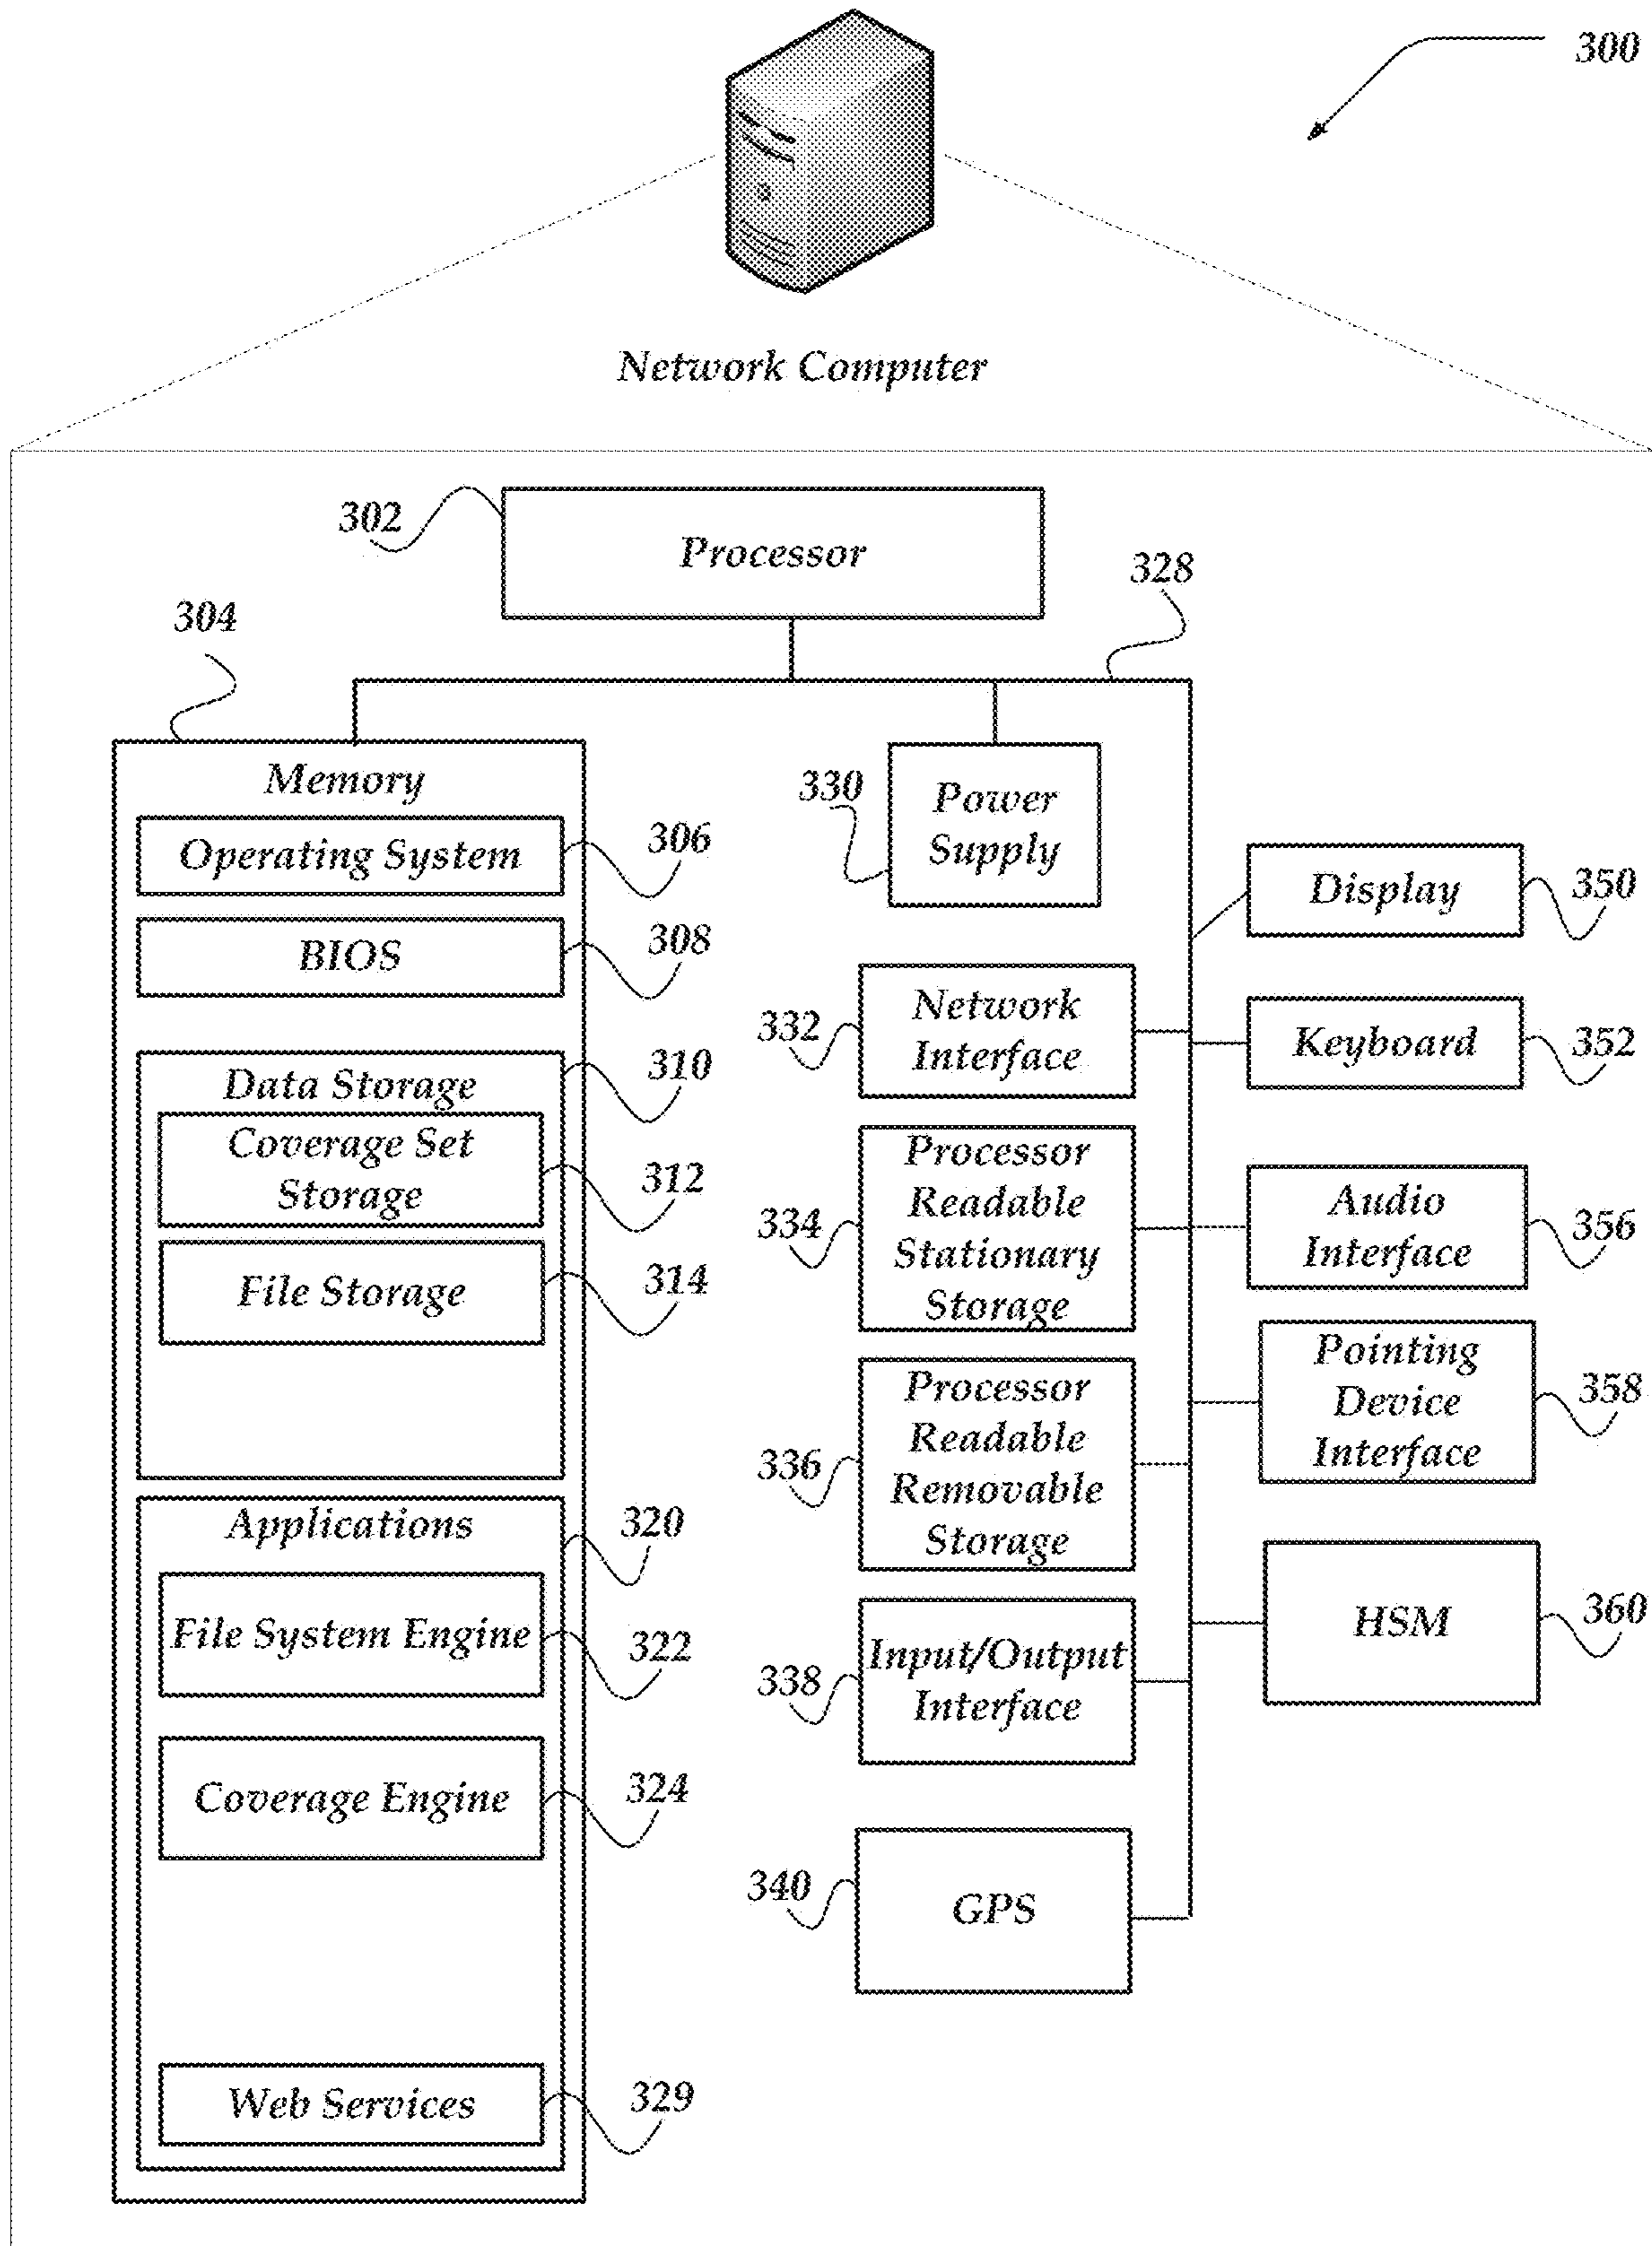 300
Network Computer
302
Processor
328
304
Memory
Operating System
306
BIOS
308
Data Storage
310
Coverage Set
Storage
312
File Storage
314
Applications
320
File System Engine
322
Coverage Engine
324
Web Services
329
330
Power
Supply
332
Network
Interface
334
Processor
Readable
Stationary
Storage
336
Processor
Readable
Removable
Storage
338
Input/Output
Interface
340
GPS
Display
350
Keyboard
352
Audio
Interface
356
Pointing
Device
Interface
358
HSM
360